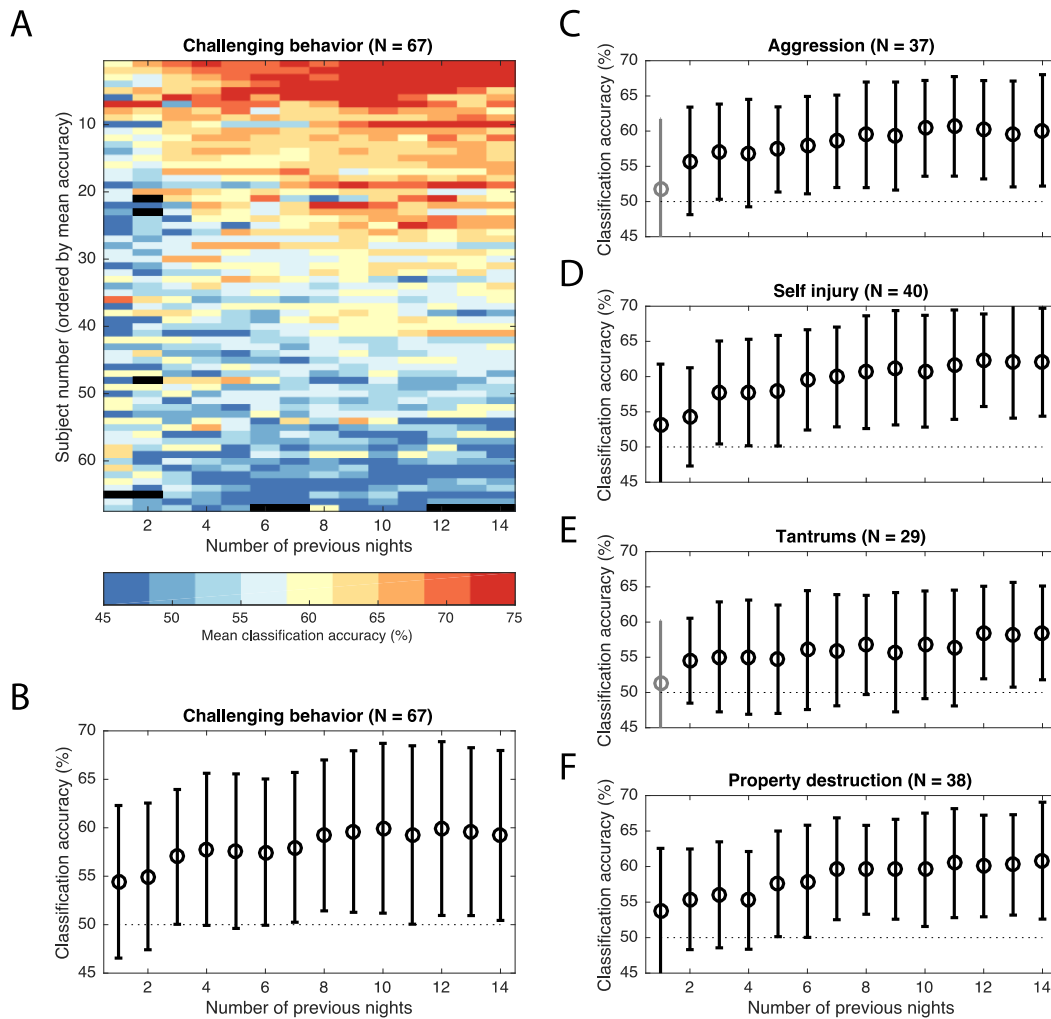 A
Challenging behavior (N = 67)
Subject number (ordered by mean accuracy)
10
20
30
40
50
60
2 4 6 8 10 12 14
Number of previous nights
45 50 55 60 65 70 75
Mean classification accuracy (%)
B
Challenging behavior (N = 67)
Classification accuracy (%)
70
65
60
55
50
45
2 4 6 8 10 12 14
Number of previous nights
C
Aggression (N = 37)
Classification accuracy (%)
70
65
60
55
50
45
D
Self injury (N = 40)
Classification accuracy (%)
70
65
60
55
50
45
E
Tantrums (N = 29)
Classification accuracy (%)
70
65
60
55
50
45
F
Property destruction (N = 38)
Classification accuracy (%)
70
65
60
55
50
45
2 4 6 8 10 12 14
Number of previous nights